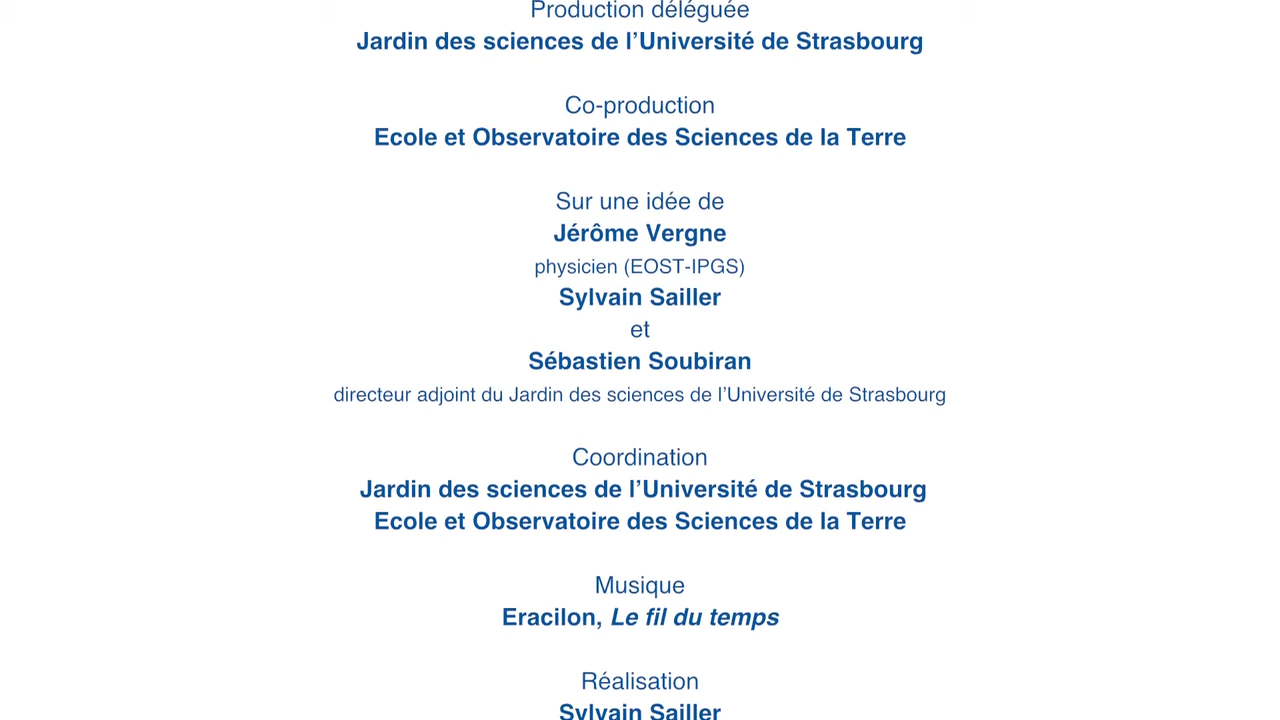 Production déléguée
Jardin des sciences de l’Université de Strasbourg
Co-production
Ecole et Observatoire des Sciences de la Terre
Sur une idée de
Jérôme Vergne
physicien (EOST-IPGS)
Sylvain Sailler
et
Sébastien Soubiran
directeur adjoint du Jardin des sciences de l’Université de Strasbourg
Coordination
Jardin des sciences de l’Université de Strasbourg
Ecole et Observatoire des Sciences de la Terre
Musique
Eracilon, Le fil du temps
Réalisation
Sylvain Sailler